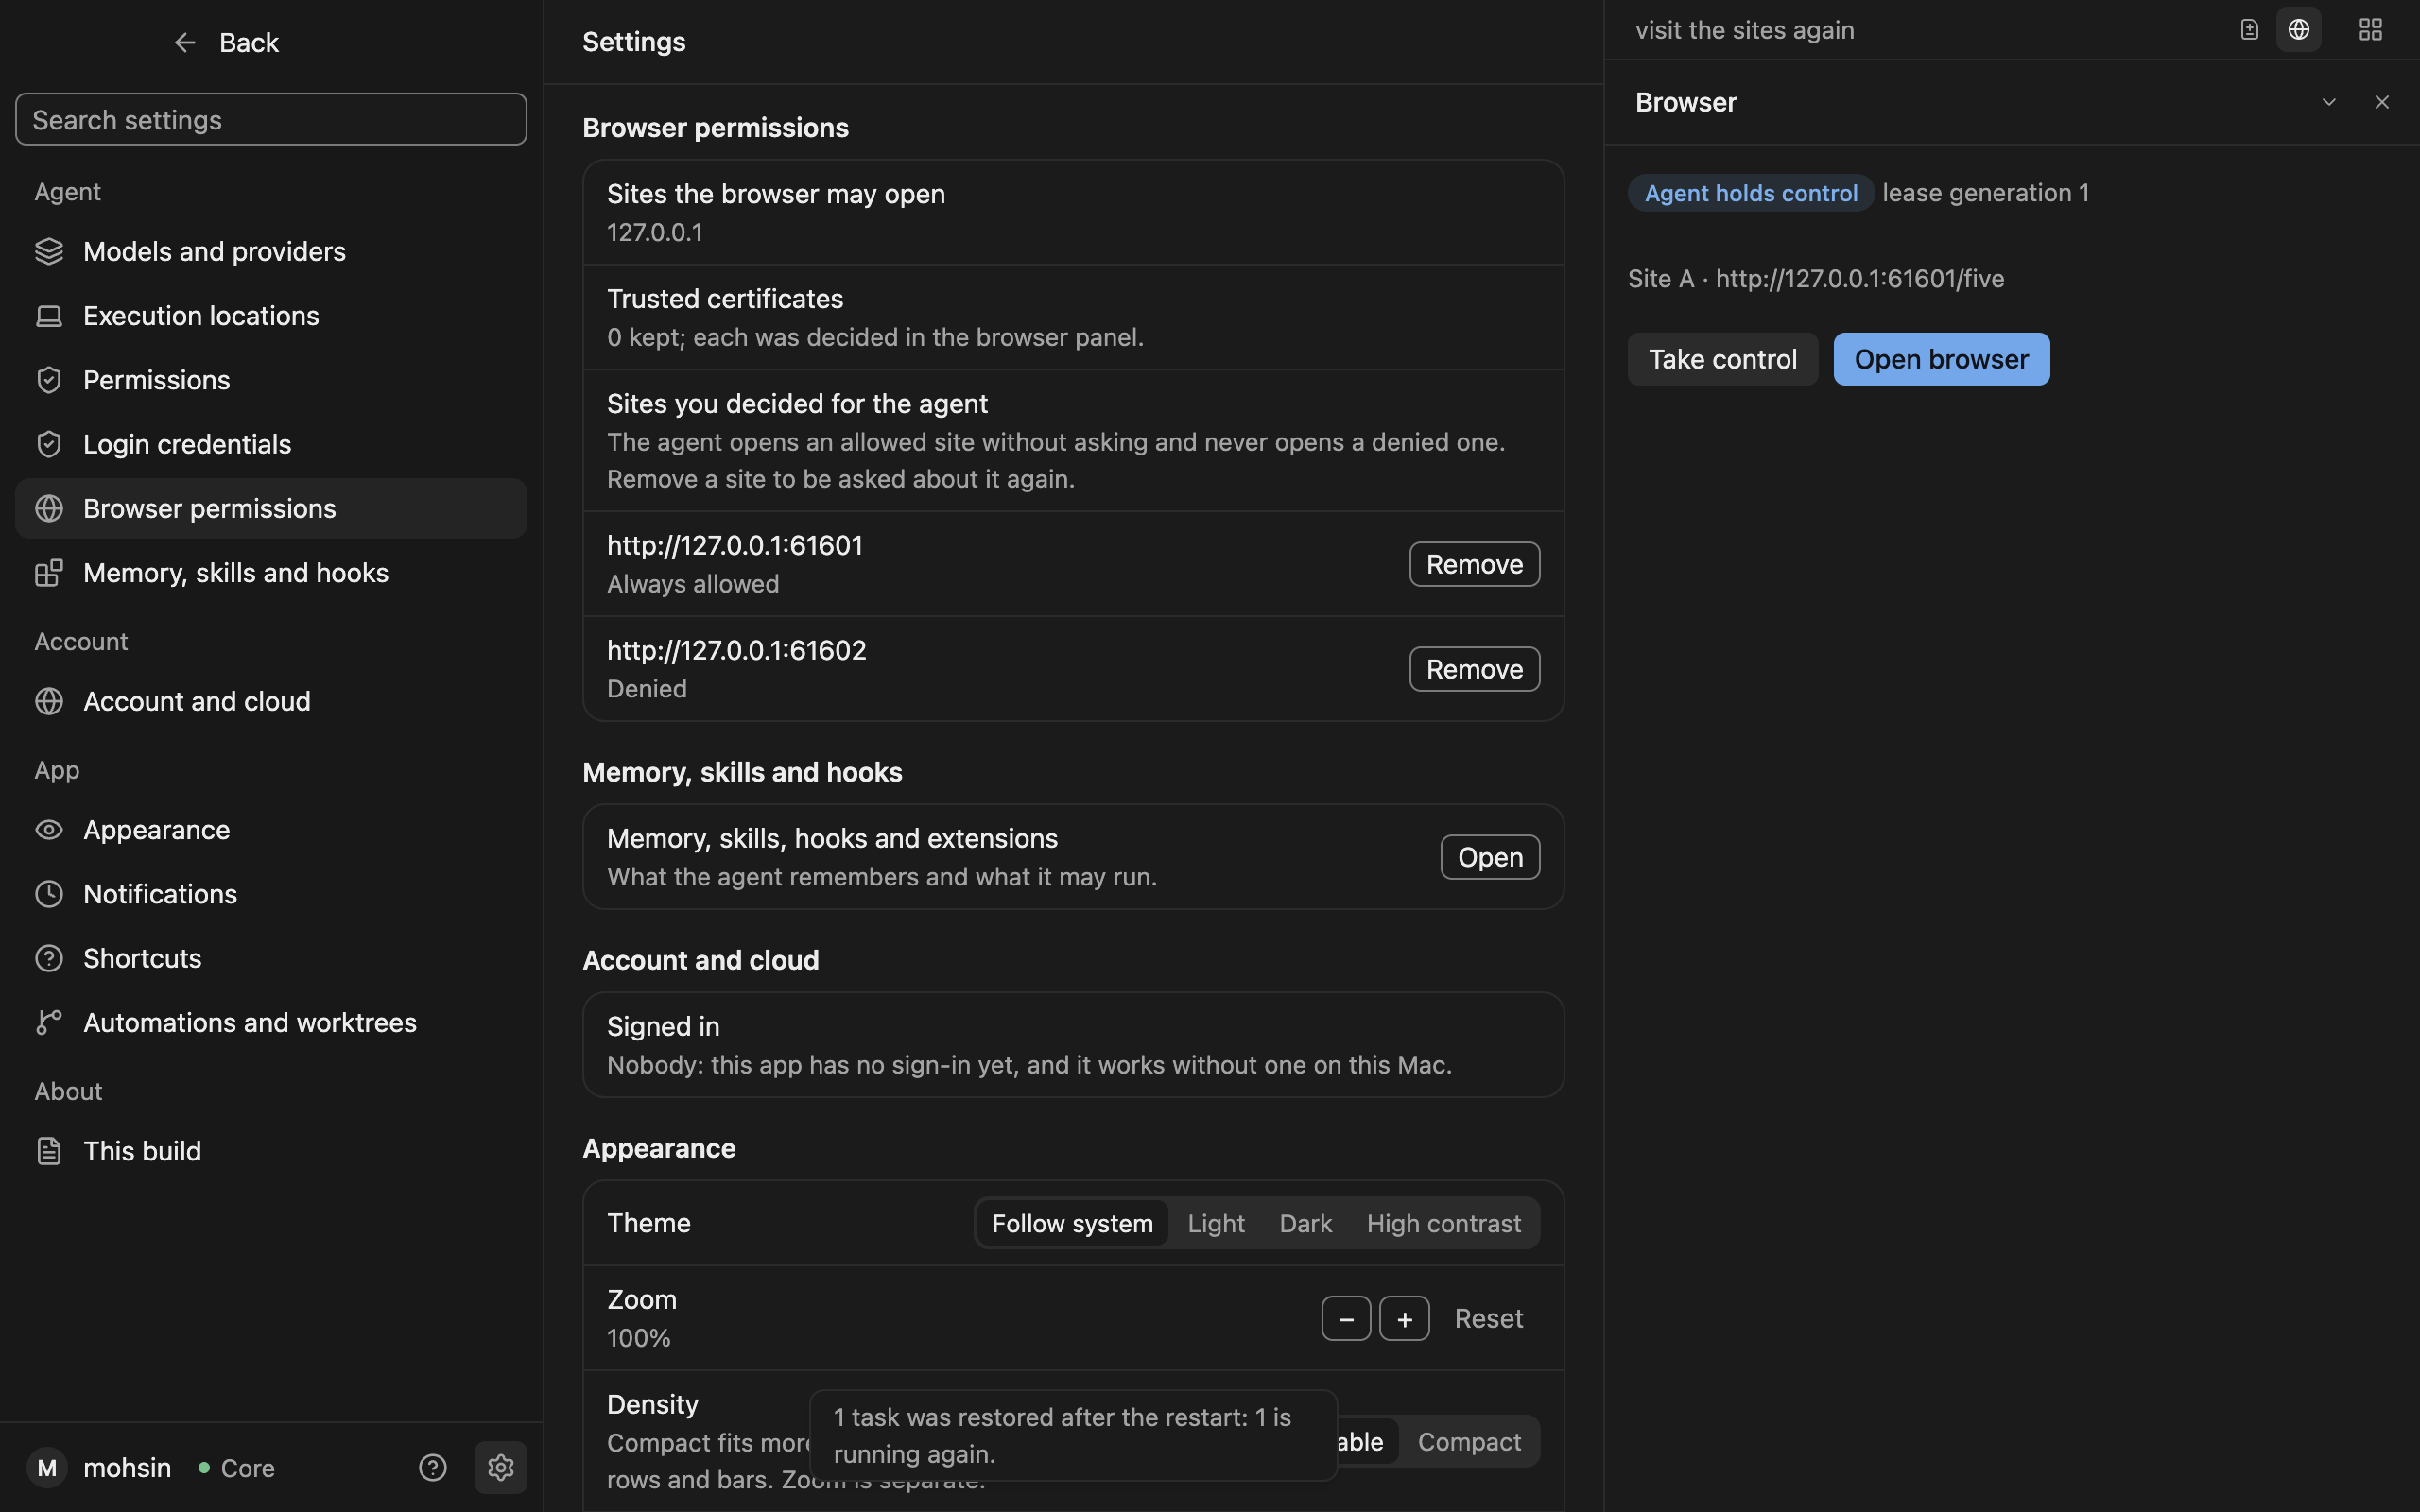 Back
Search settings
Agent
Models and providers
Execution locations
Permissions
Login credentials
Browser permissions
Memory, skills and hooks
Account
Account and cloud
App
Appearance
Notifications
Shortcuts
Automations and worktrees
About
This build
M mohsin Core
Settings
Browser permissions
Sites the browser may open
127.0.0.1
Trusted certificates
0 kept; each was decided in the browser panel.
Sites you decided for the agent
The agent opens an allowed site without asking and never opens a denied one.
Remove a site to be asked about it again.
http://127.0.0.1:61601
Always allowed
Remove
http://127.0.0.1:61602
Denied
Remove
Memory, skills and hooks
Memory, skills, hooks and extensions
What the agent remembers and what it may run.
Open
Account and cloud
Signed in
Nobody: this app has no sign-in yet, and it works without one on this Mac.
Appearance
Theme
Follow system Light Dark High contrast
Zoom
100%
− + Reset
Density
Compact fits more
rows and bars. Zoom is separate.
able Compact
1 task was restored after the restart: 1 is
running again.
visit the sites again
Browser
Agent holds control lease generation 1
Site A · http://127.0.0.1:61601/five
Take control Open browser